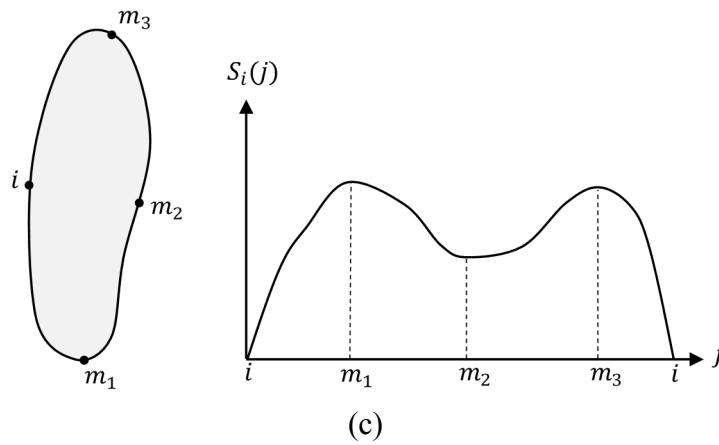 m₃
i
m₂
m₁
Sᵢ(j)
i m₁ m₂ m₃ i j
(c)